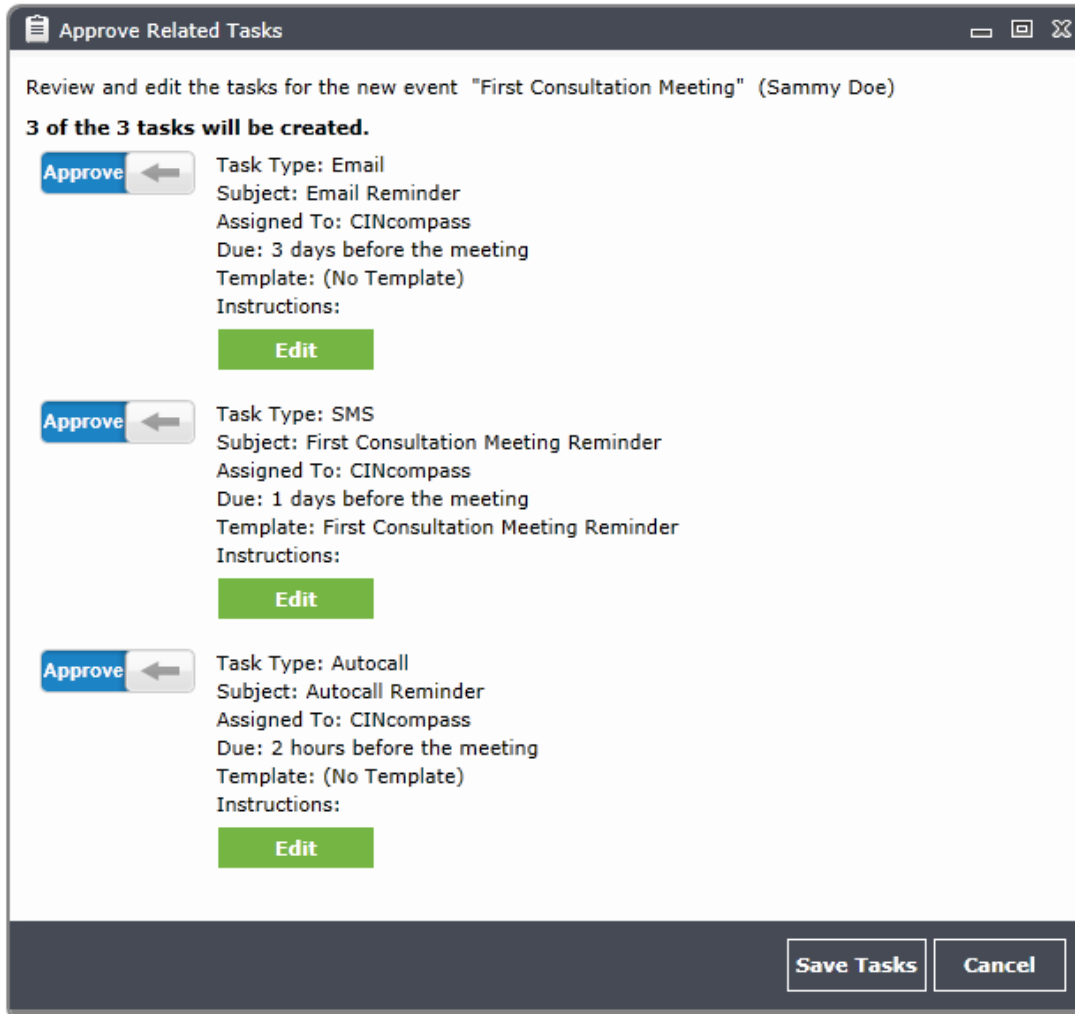 Approve Related Tasks
Review and edit the tasks for the new event "First Consultation Meeting" (Sammy Doe)
3 of the 3 tasks will be created.
Approve
Task Type: Email
Subject: Email Reminder
Assigned To: CINcompass
Due: 3 days before the meeting
Template: (No Template)
Instructions:
Edit
Approve
Task Type: SMS
Subject: First Consultation Meeting Reminder
Assigned To: CINcompass
Due: 1 days before the meeting
Template: First Consultation Meeting Reminder
Instructions:
Edit
Approve
Task Type: Autocall
Subject: Autocall Reminder
Assigned To: CINcompass
Due: 2 hours before the meeting
Template: (No Template)
Instructions:
Edit
Save Tasks Cancel